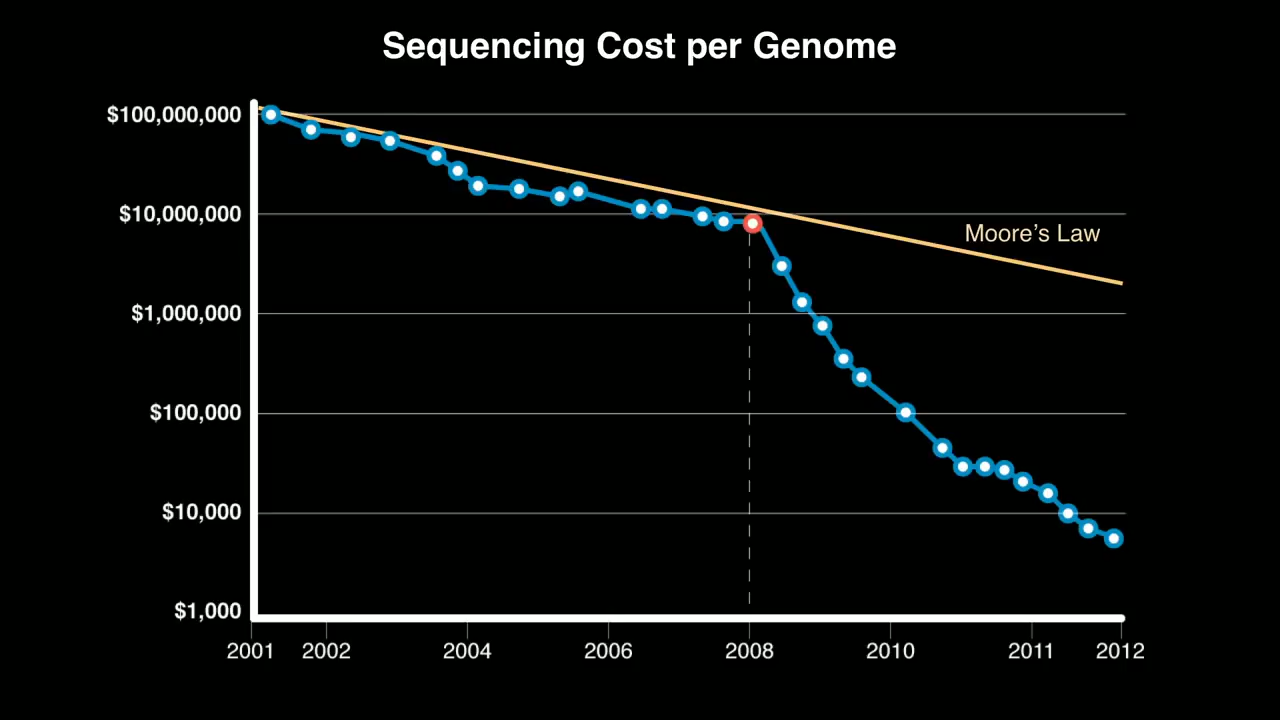 Sequencing Cost per Genome
$100,000,000
$10,000,000
Moore’s Law
$1,000,000
$100,000
$10,000
$1,000
2001 2002 2004 2006 2008 2010 2011 2012